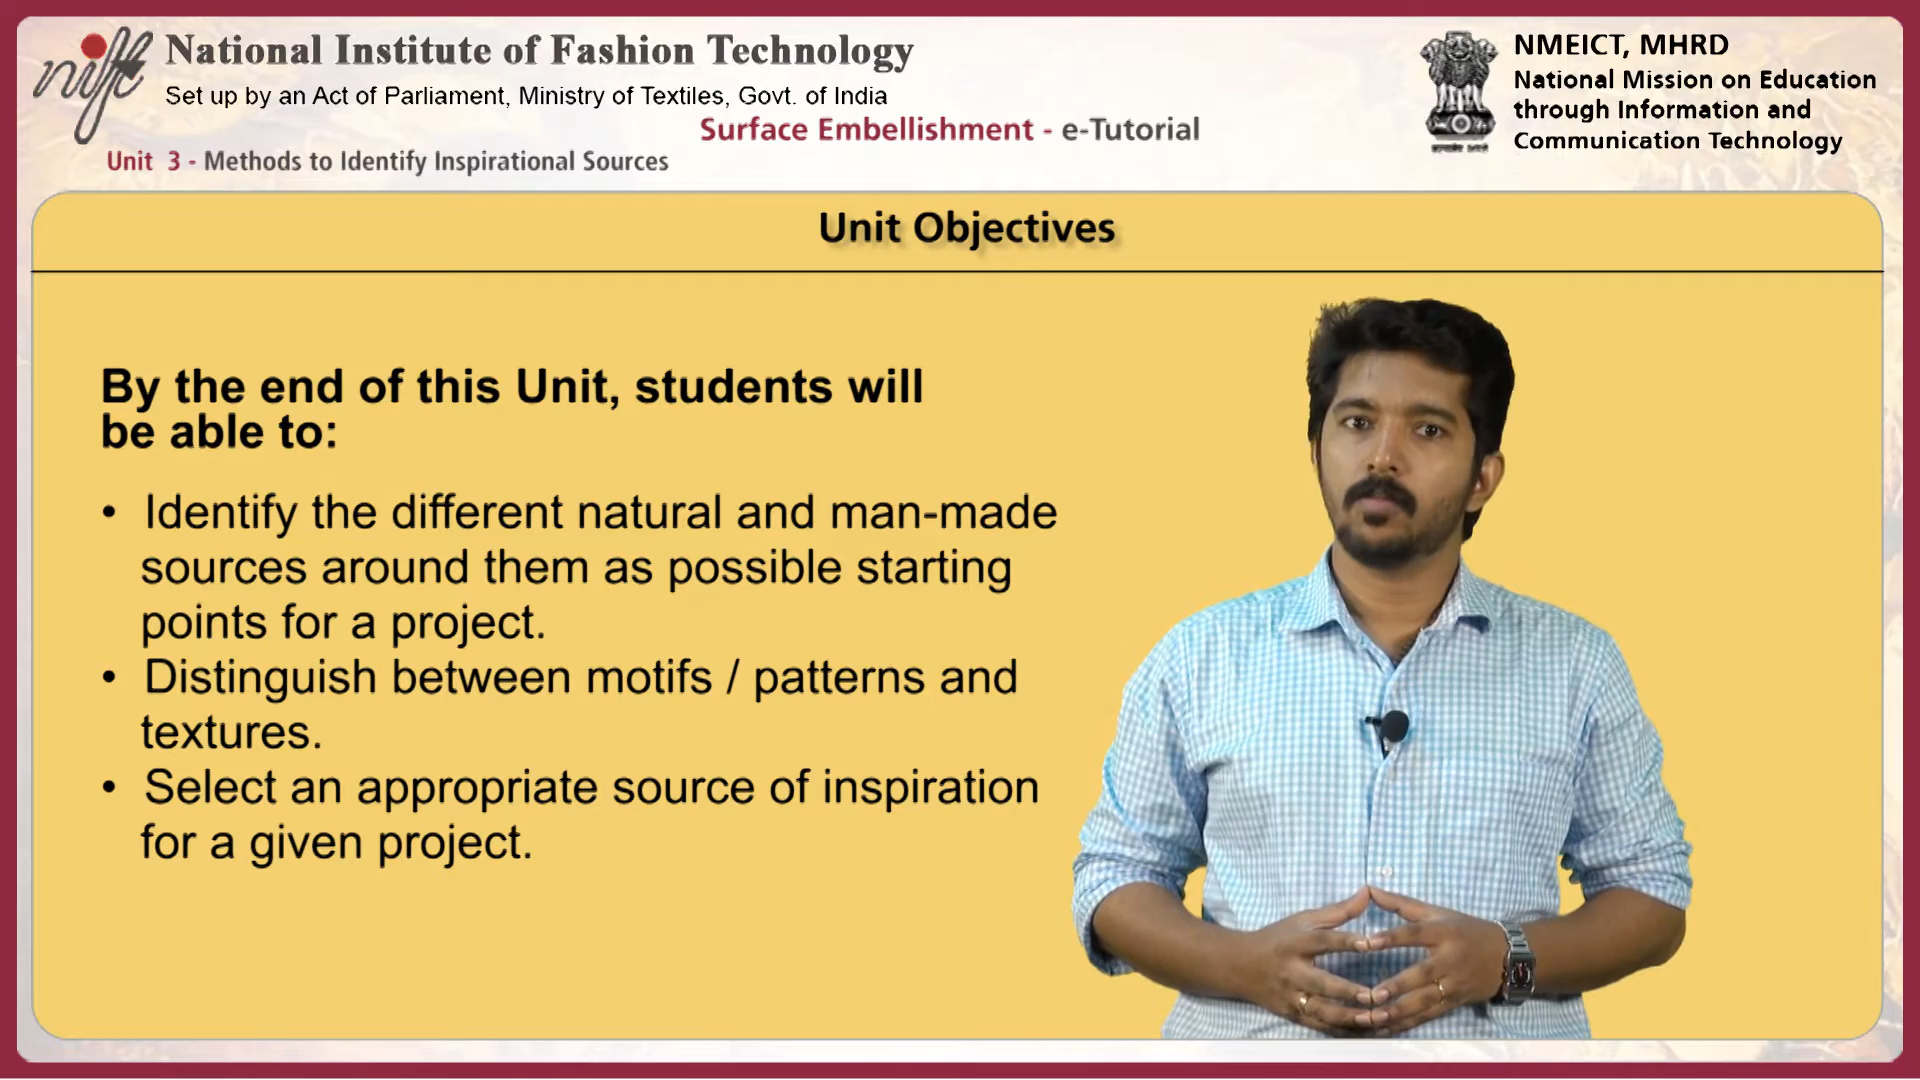 nift
National Institute of Fashion Technology
Set up by an Act of Parliament, Ministry of Textiles, Govt. of India
NMEICT, MHRD
National Mission on Education
through Information and
Communication Technology
Surface Embellishment - e-Tutorial
Unit 3 - Methods to Identify Inspirational Sources
Unit Objectives
By the end of this Unit, students will
be able to:
• Identify the different natural and man-made
sources around them as possible starting
points for a project.
• Distinguish between motifs / patterns and
textures.
• Select an appropriate source of inspiration
for a given project.